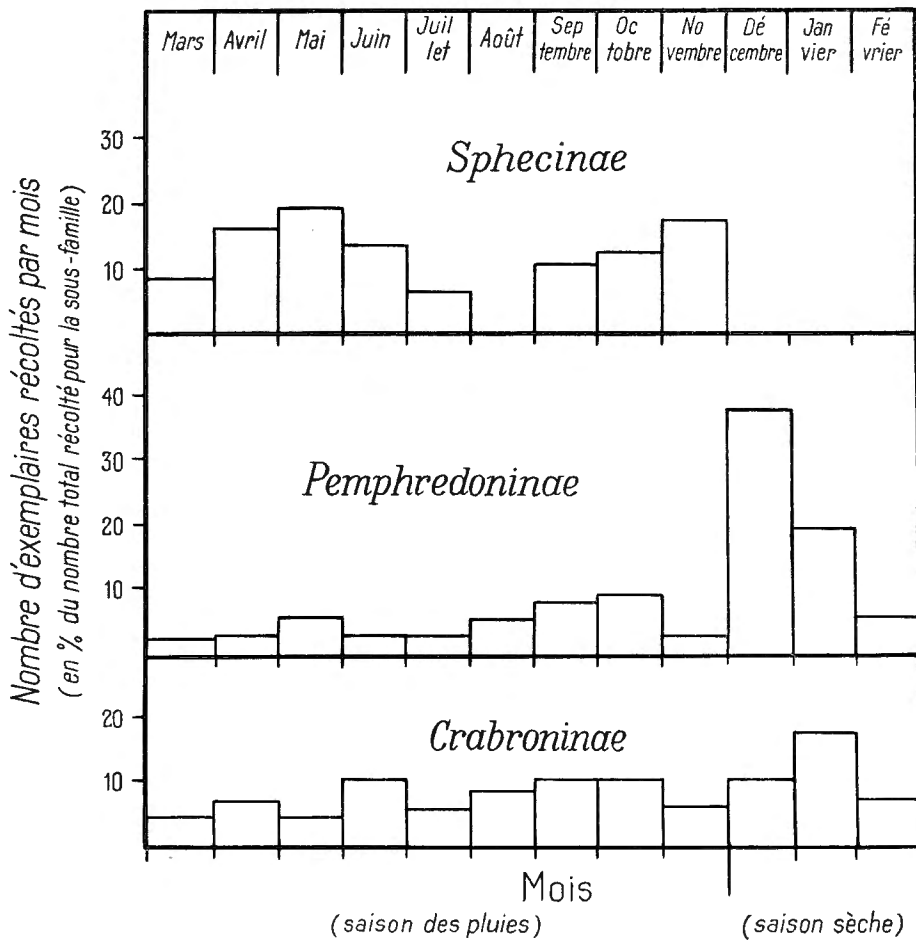 Mars Avril Mai Juin Juil Août Sep Oc No Dé Jan Fé
let tembre tobre vembre cembre vier vrier
Nombre d'exemplaires récoltés par mois
(en % du nombre total récolté pour la sous-famille)
30
Sphecinae
20
10
40
30
Pemphredoninae
20
10
20
Crabroninae
10
Mois
(saison des pluies) (saison sèche)